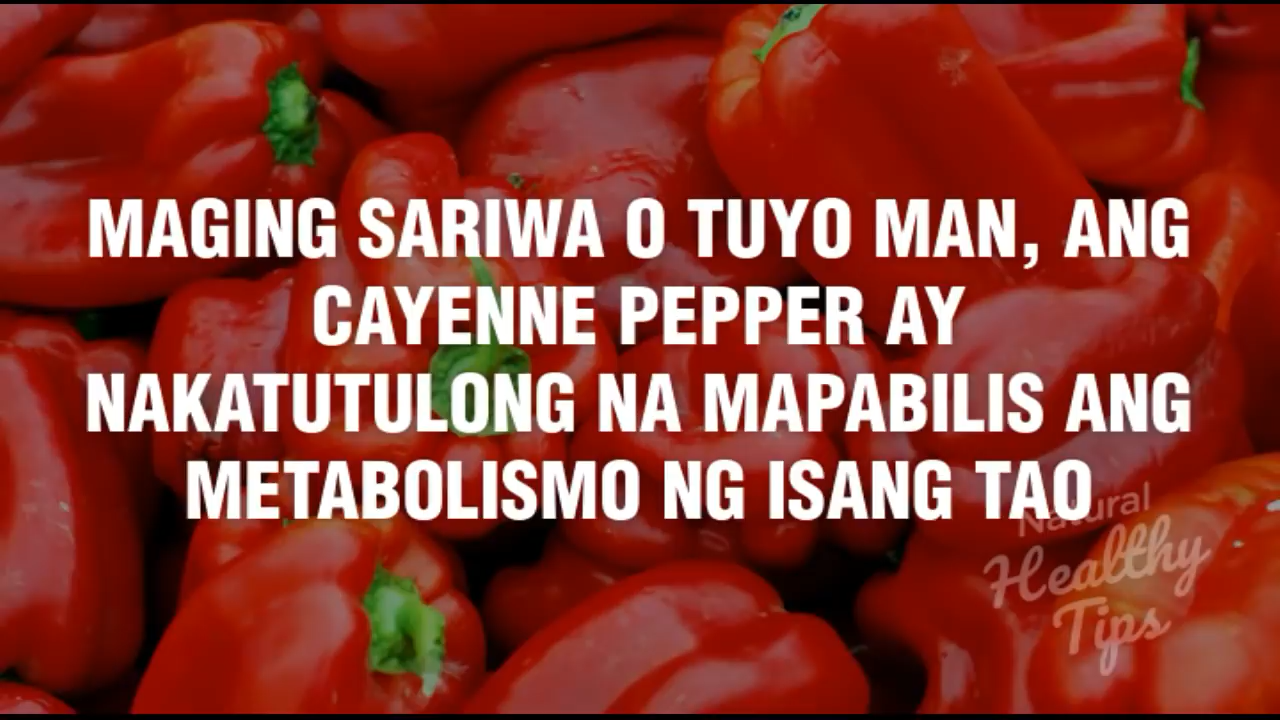 MAGING SARIWA O TUYO MAN, ANG
CAYENNE PEPPER AY
NAKATUTULONG NA MAPABILIS ANG
METABOLISMO NG ISANG TAO
Natural
Healthy
Tips